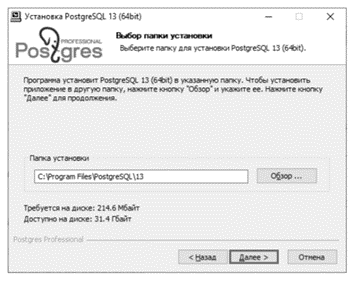 Установка PostgreSQL 13 (64bit)
Postgres
PROFESSIONAL
Выбор папки установки
Выберите папку для установки PostgreSQL 13 (64bit).
Программа установит PostgreSQL 13 (64bit) в указанную папку. Чтобы установить
приложение в другую папку, нажмите кнопку "Обзор" и укажите ее. Нажмите кнопку
"Далее" для продолжения.
Папка установки
C:\Program Files\PostgreSQL\13
Обзор ...
Требуется на диске: 214.6 Мбайт
Доступно на диске: 31.4 Гбайт
Postgres Professional
< Назад
Далее >
Отмена